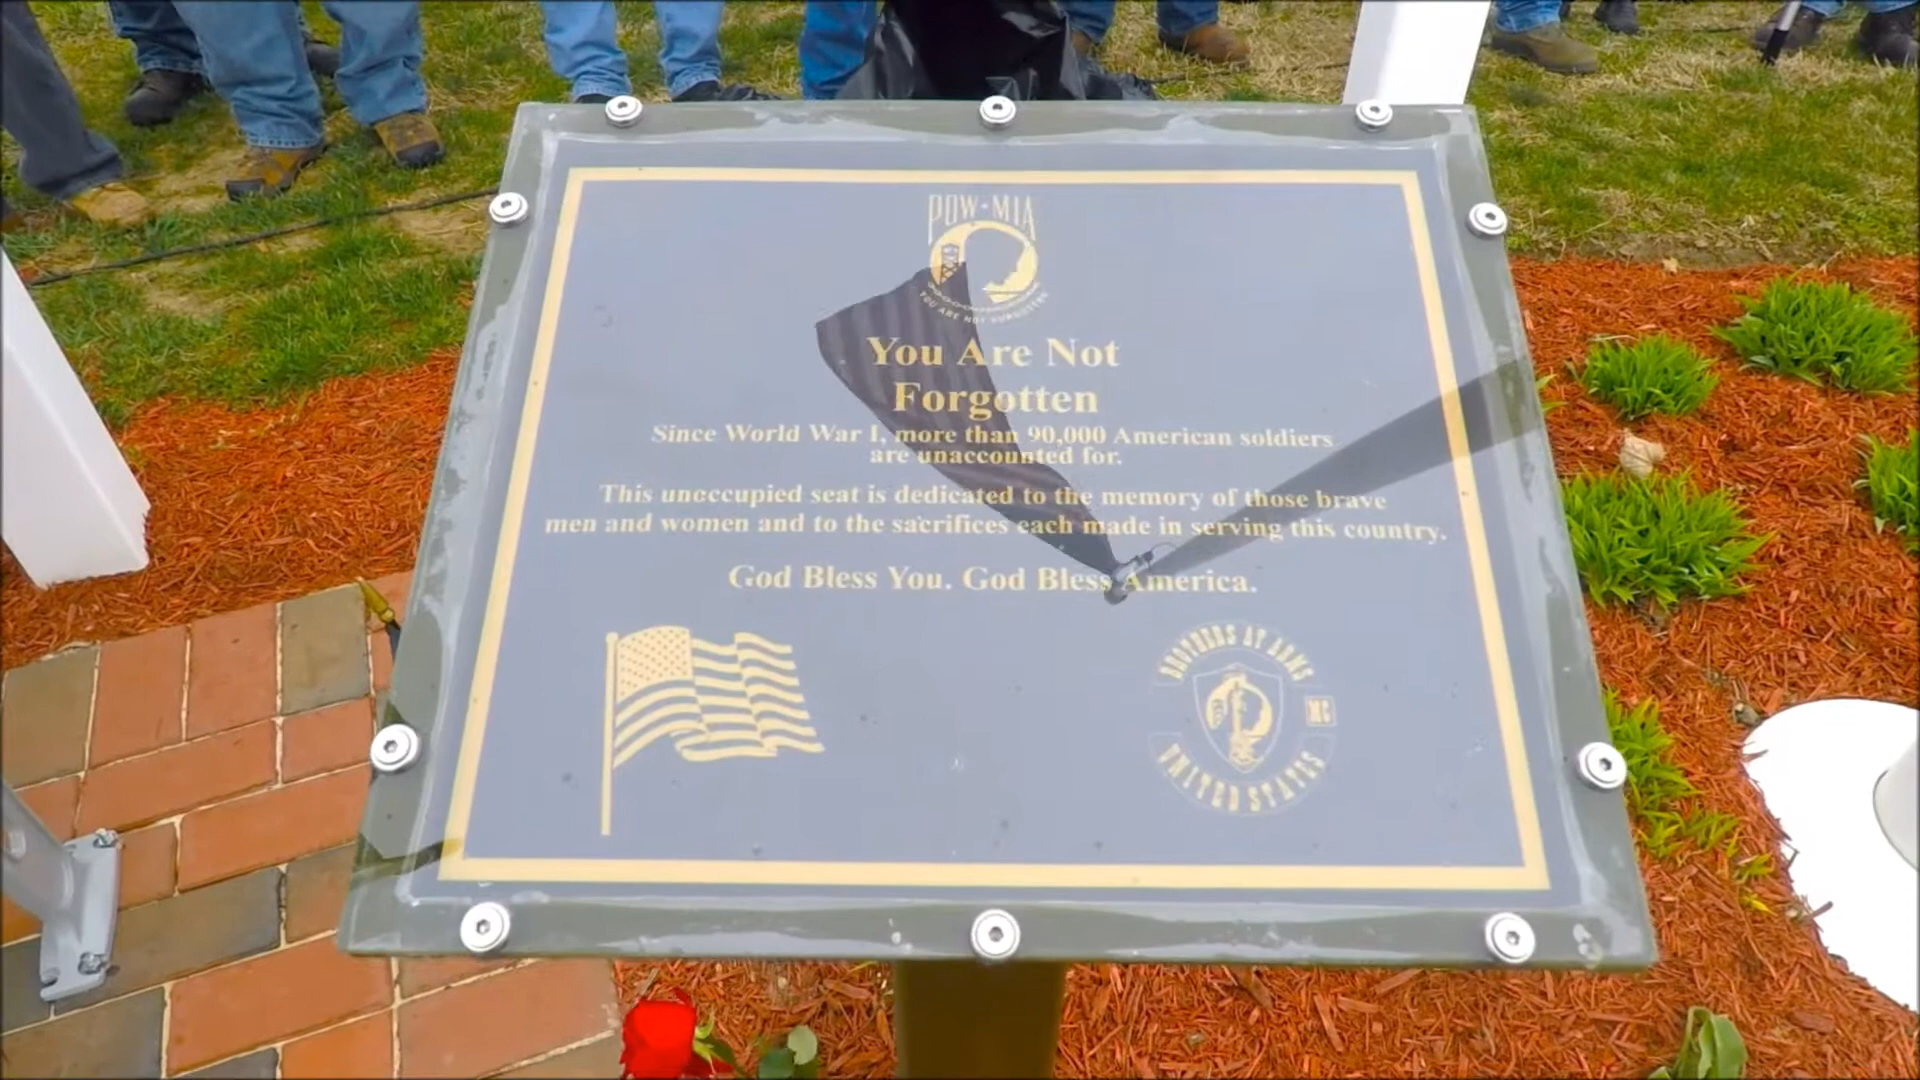 POW★MIA
YOU ARE NOT FORGOTTEN
You Are Not
Forgotten
Since World War I, more than 90,000 American soldiers
are unaccounted for.
This unoccupied seat is dedicated to the memory of those brave
men and women and to the sacrifices each made in serving this country.
God Bless You. God Bless America.
BROTHERS AT ARMS
MC
UNITED STATES